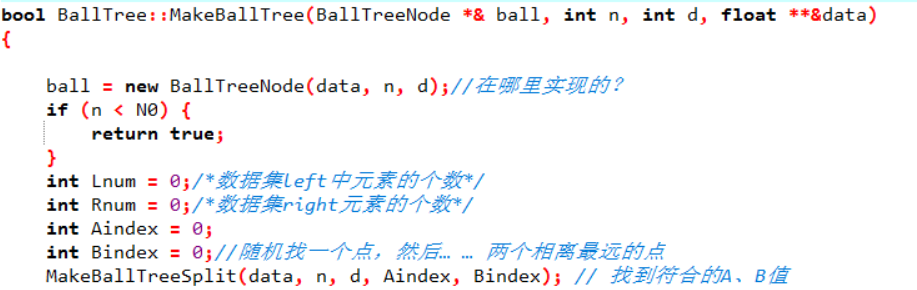 bool BallTree::MakeBallTree(BallTreeNode *& ball, int n, int d, float **&data)
{
ball = new BallTreeNode(data, n, d);//在哪里实现的？
if (n < N0) {
return true;
}
int Lnum = 0;/*数据集left中元素的个数*/
int Rnum = 0;/*数据集right元素的个数*/
int Aindex = 0;
int Bindex = 0;//随机找一个点，然后… … 两个相离最远的点
MakeBallTreeSplit(data, n, d, Aindex, Bindex); // 找到符合的A、B值